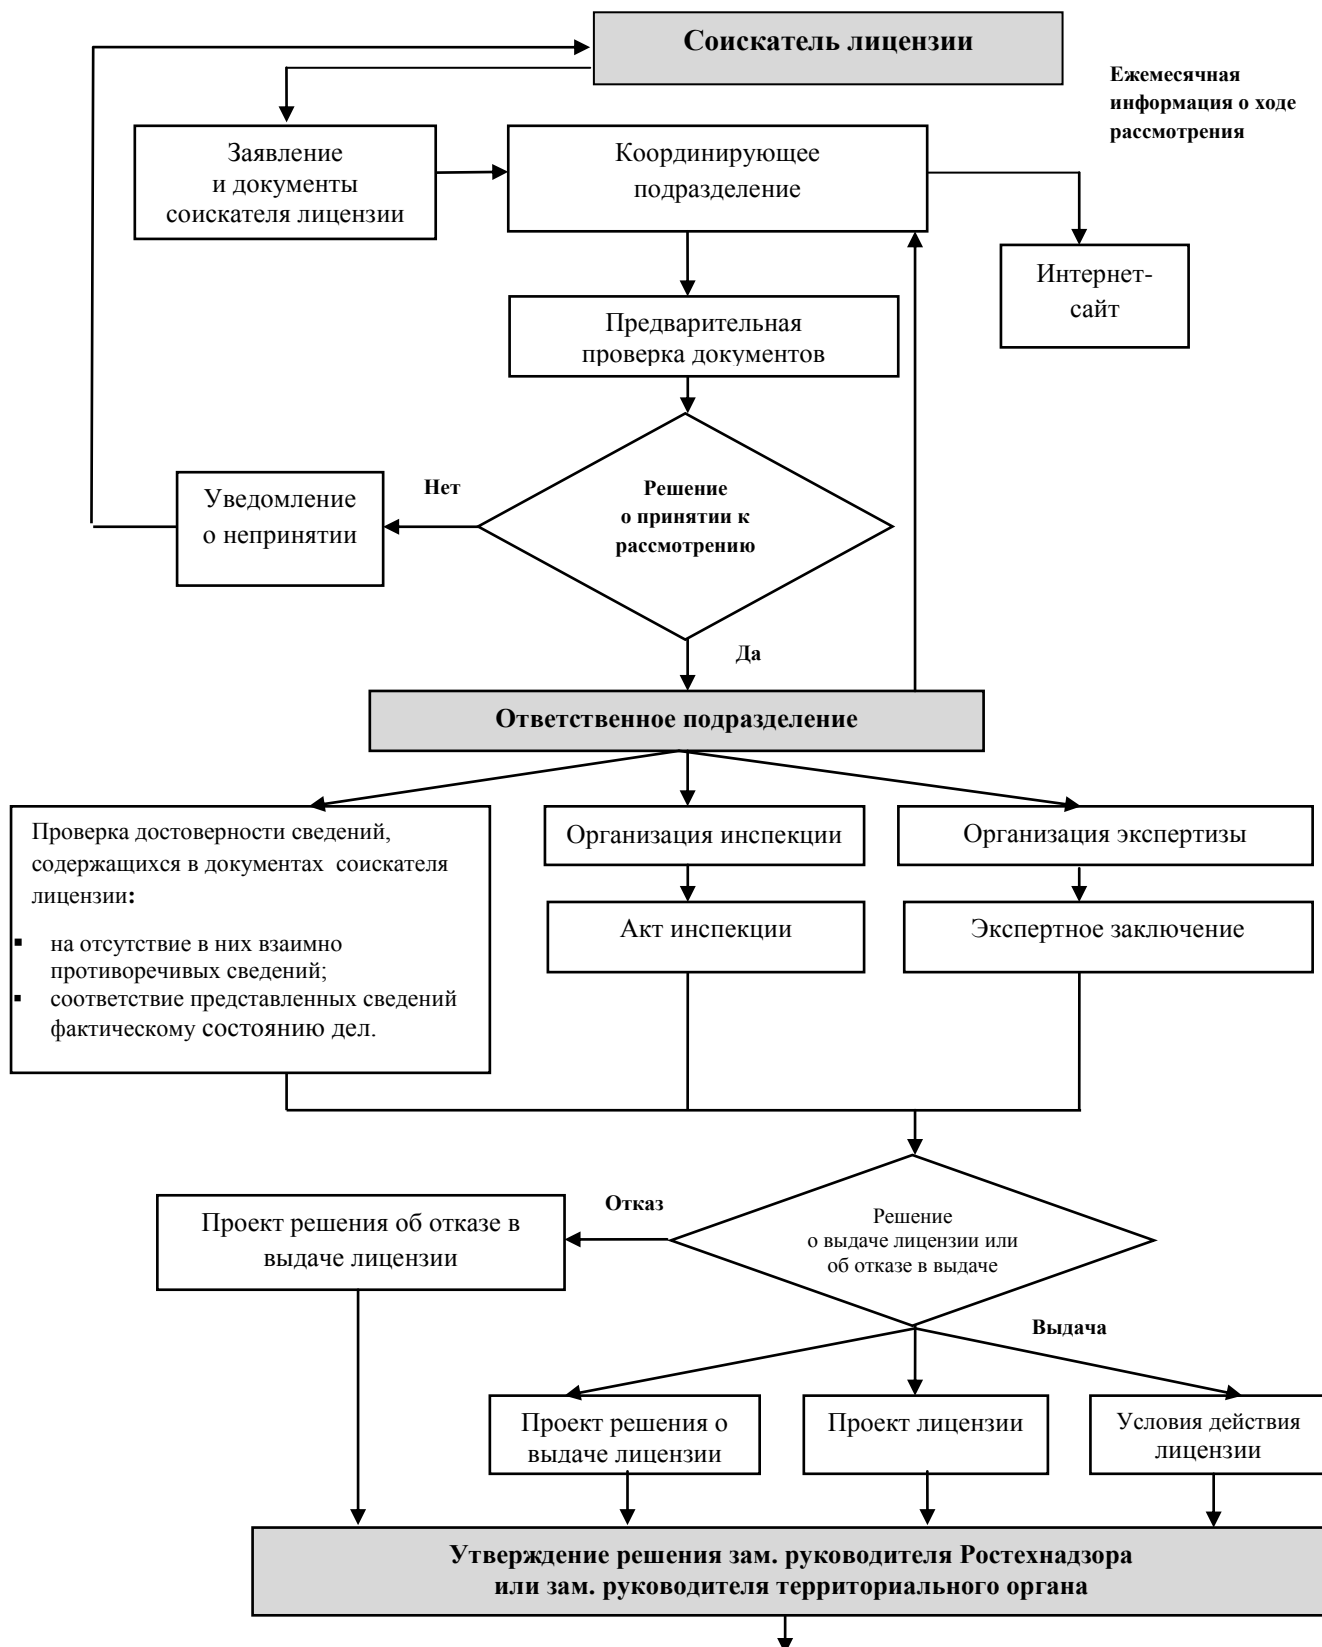 Соискатель лицензии
Ежемесячная
информация о ходе
рассмотрения
Заявление
и документы
соискателя лицензии
Координирующее
подразделение
Интернет-
сайт
Предварительная
проверка документов
Нет
Уведомление
о непринятии
Решение
о принятии к
рассмотрению
Да
Ответственное подразделение
Проверка достоверности сведений,
содержащихся в документах соискателя
лицензии:
▪ на отсутствие в них взаимно
противоречивых сведений;
▪ соответствие представленных сведений
фактическому состоянию дел.
Организация инспекции
Организация экспертизы
Акт инспекции
Экспертное заключение
Отказ
Проект решения об отказе в
выдаче лицензии
Решение
о выдаче лицензии или
об отказе в выдаче
Выдача
Проект решения о
выдаче лицензии
Проект лицензии
Условия действия
лицензии
Утверждение решения зам. руководителя Ростехнадзора
или зам. руководителя территориального органа